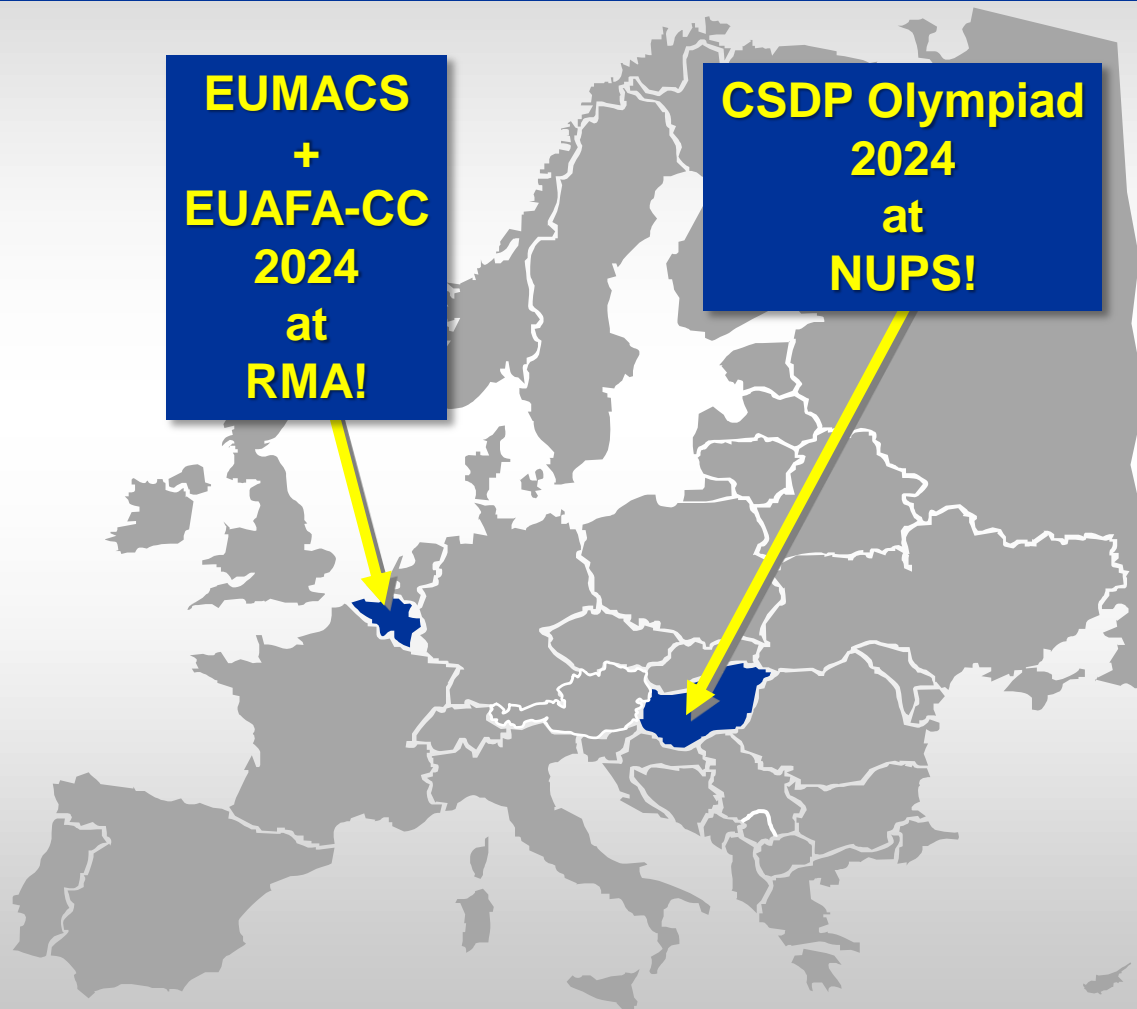 EUMACS
+
EUAFA-CC
2024
at
RMA!
CSDP Olympiad
2024
at
NUPS!